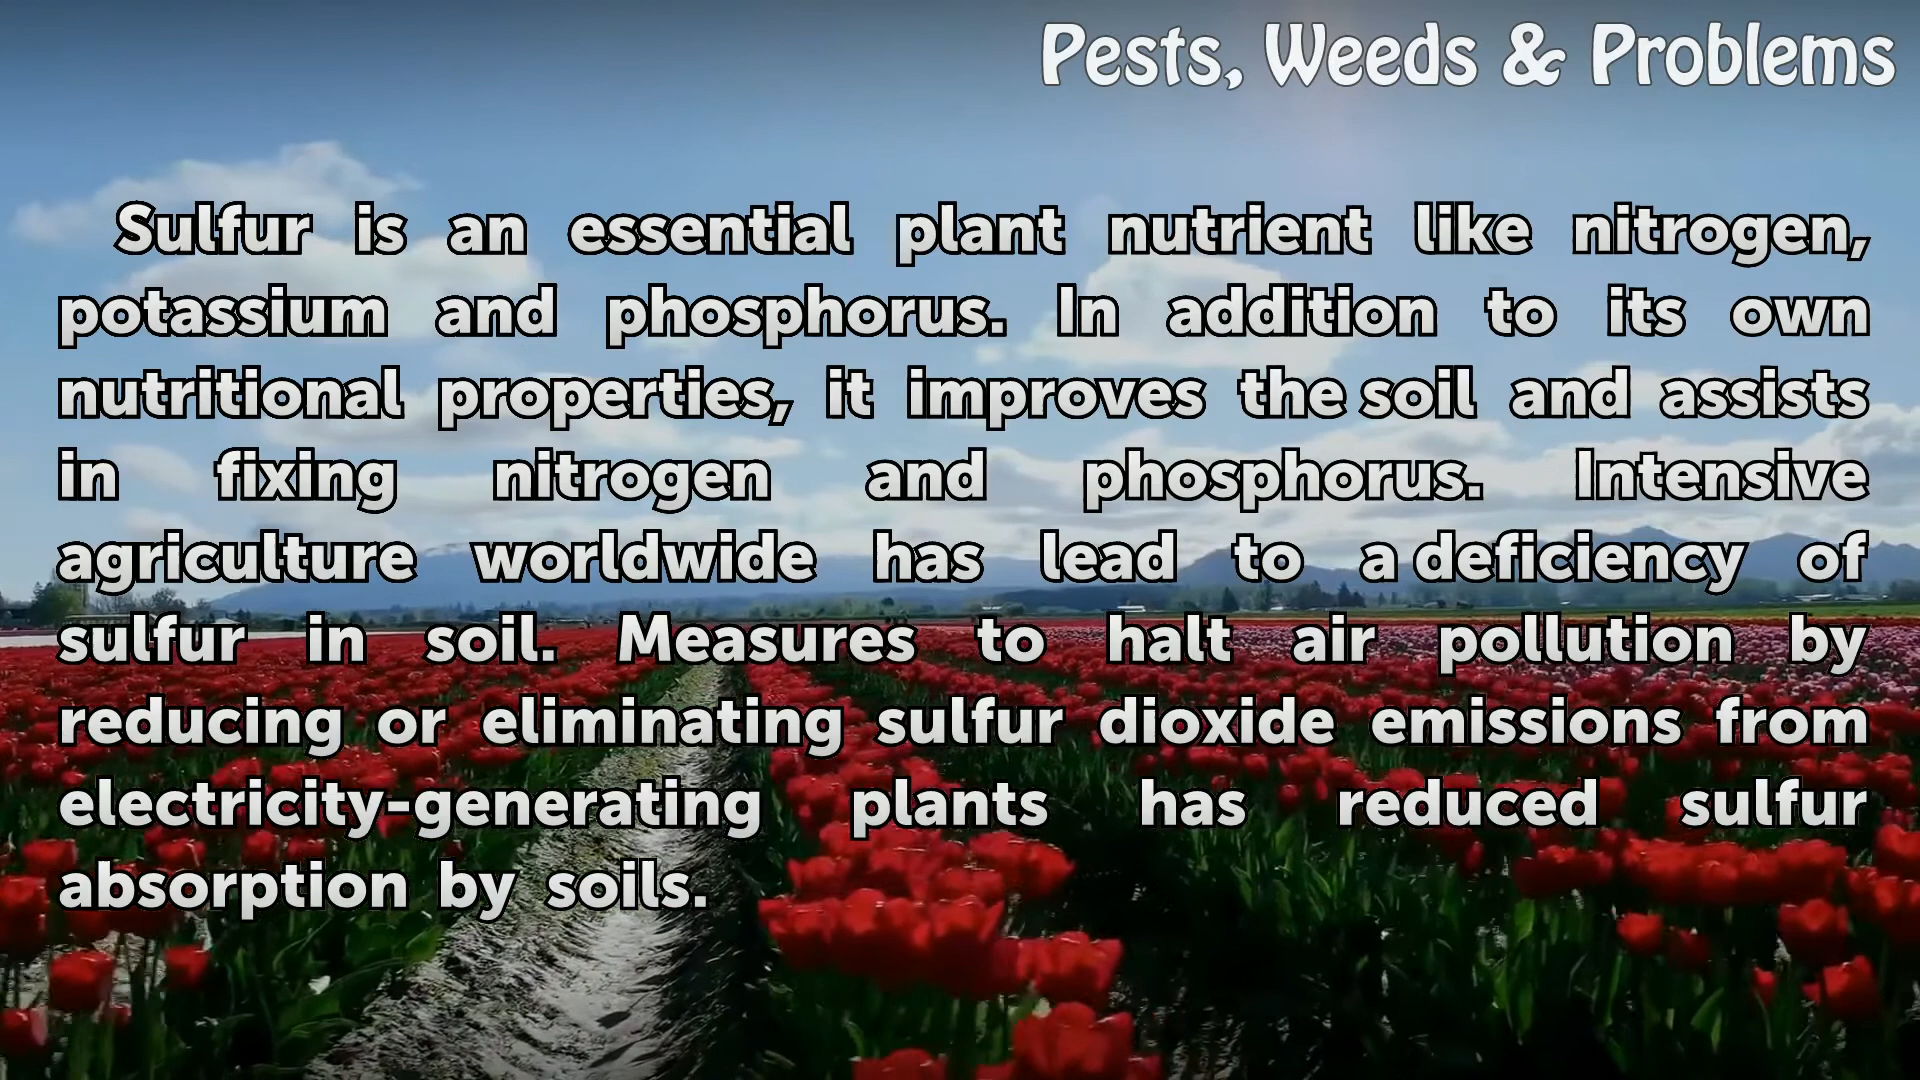 Pests, Weeds & Problems
Sulfur is an essential plant nutrient like nitrogen,
potassium and phosphorus. In addition to its own
nutritional properties, it improves the soil and assists
in fixing nitrogen and phosphorus. Intensive
agriculture worldwide has lead to a deficiency of
sulfur in soil. Measures to halt air pollution by
reducing or eliminating sulfur dioxide emissions from
electricity-generating plants has reduced sulfur
absorption by soils.